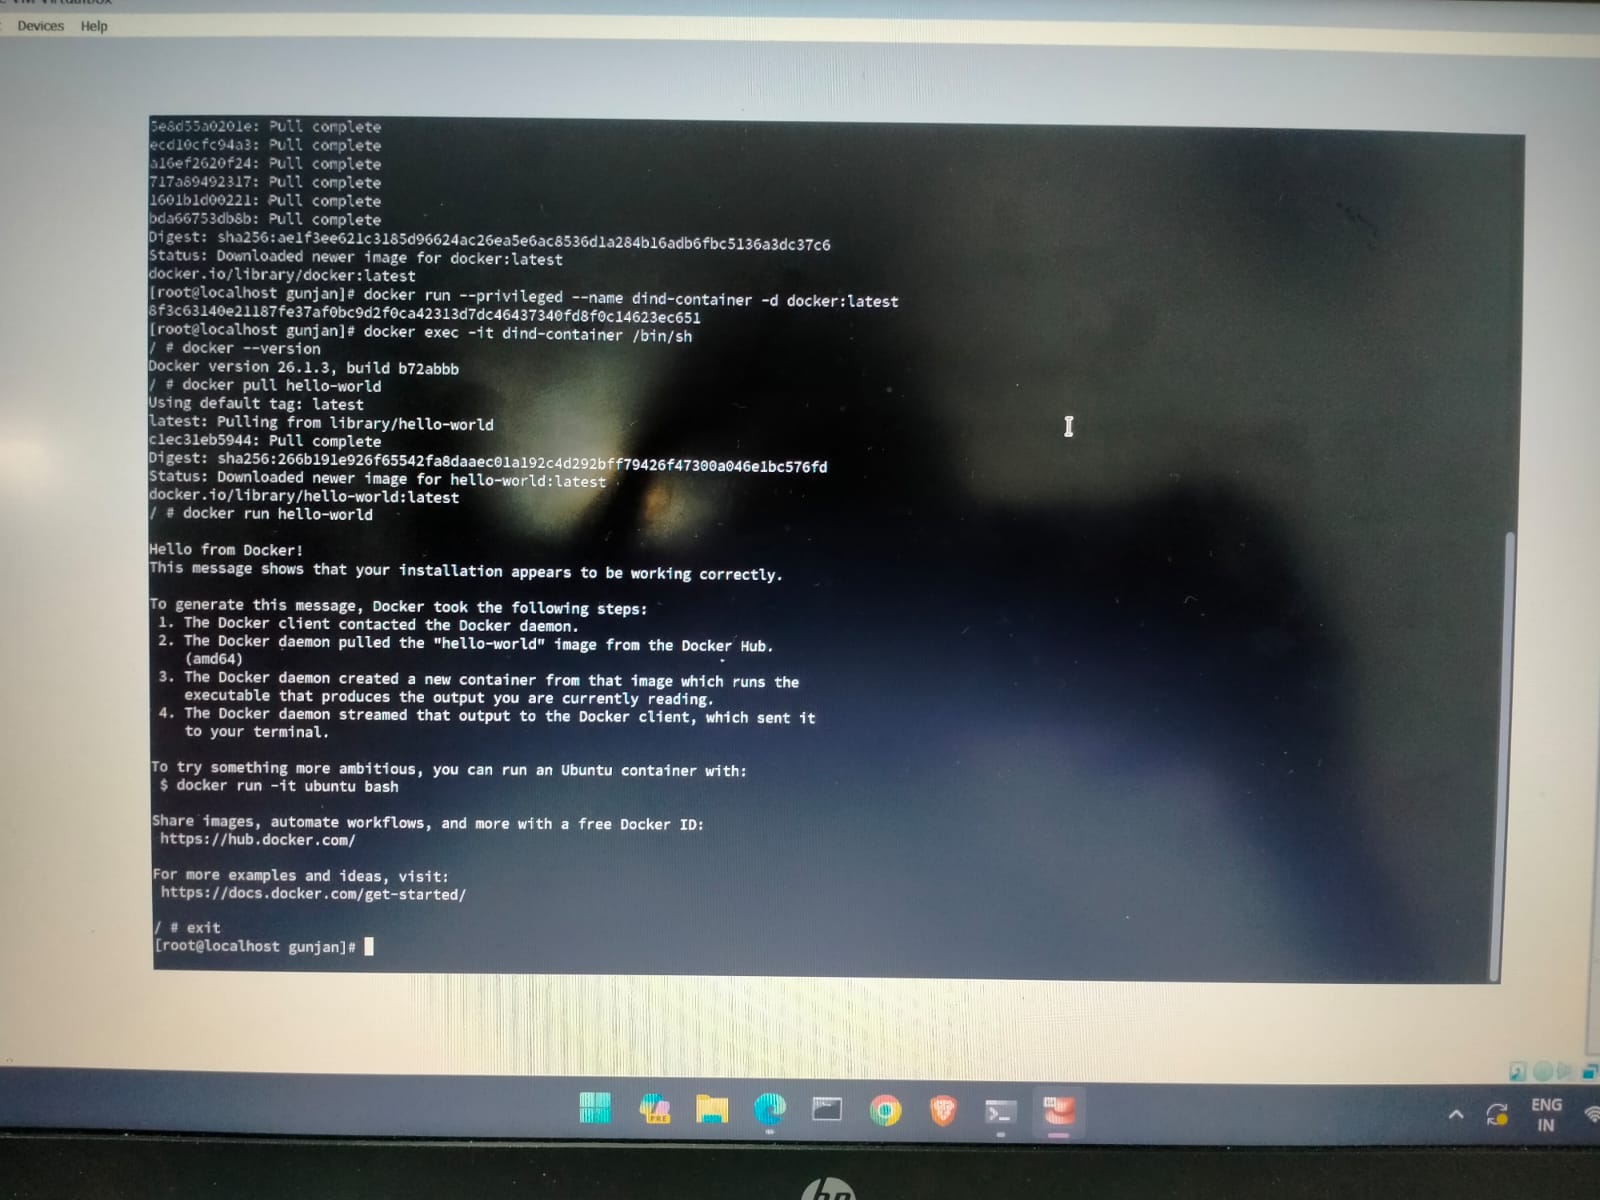 Devices Help
5e8d55a0201e: Pull complete
ecd10cfc94a3: Pull complete
a16ef2620f24: Pull complete
717a89492317: Pull complete
1601b1d00221: Pull complete
bda66753db8b: Pull complete
Digest: sha256:ae1f3ee621c3185d96624ac26ea5e6ac8536d1a284b16adb6fbc5136a3dc37c6
Status: Downloaded newer image for docker:latest
docker.io/library/docker:latest
[root@localhost gunjan]# docker run --privileged --name dind-container -d docker:latest
8f3c63140e21187fe37af0bc9d2f0ca42313d7dc46437340fd8f0c14623ec651
[root@localhost gunjan]# docker exec -it dind-container /bin/sh
/ # docker --version
Docker version 26.1.3, build b72abbb
/ # docker pull hello-world
Using default tag: latest
latest: Pulling from library/hello-world
c1ec31eb5944: Pull complete
Digest: sha256:266b191e926f65542fa8daaec01a192c4d292bff79426f47300a046e1bc576fd
Status: Downloaded newer image for hello-world:latest
docker.io/library/hello-world:latest
/ # docker run hello-world
Hello from Docker!
This message shows that your installation appears to be working correctly.
To generate this message, Docker took the following steps:
1. The Docker client contacted the Docker daemon.
2. The Docker daemon pulled the "hello-world" image from the Docker Hub.
(amd64)
3. The Docker daemon created a new container from that image which runs the
executable that produces the output you are currently reading.
4. The Docker daemon streamed that output to the Docker client, which sent it
to your terminal.
To try something more ambitious, you can run an Ubuntu container with:
$ docker run -it ubuntu bash
Share images, automate workflows, and more with a free Docker ID:
https://hub.docker.com/
For more examples and ideas, visit:
https://docs.docker.com/get-started/
/ # exit
[root@localhost gunjan]#
PRE
ENG
IN
hp